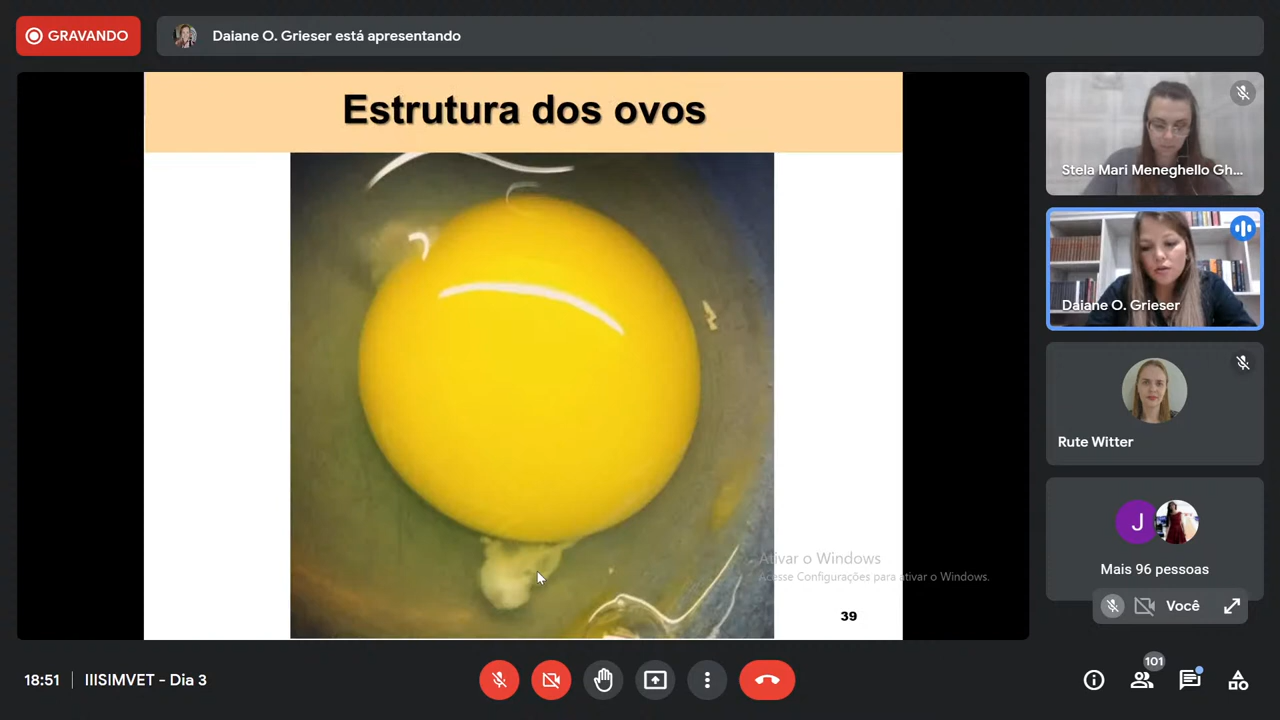 GRAVANDO
Daiane O. Grieser está apresentando
Estrutura dos ovos
Stela Mari Meneghello Gh...
Daiane O. Grieser
Rute Witter
J
Mais 96 pessoas
Ativar o Windows
Acesse Configurações para ativar o Windows.
39
Você
18:51 | IIISIMVET - Dia 3
101